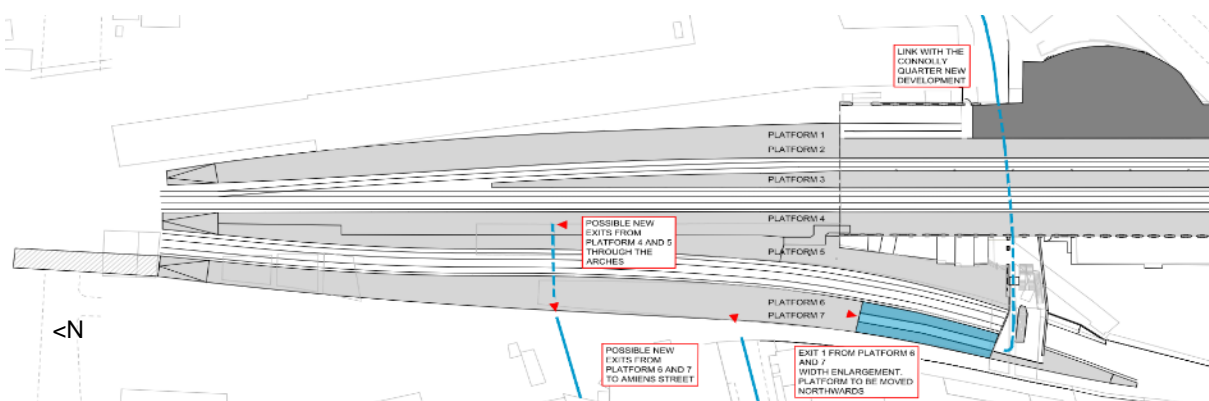 LINK WITH THE
CONNOLLY
QUARTER NEW
DEVELOPMENT
PLATFORM 1
PLATFORM 2
PLATFORM 3
PLATFORM 4
POSSIBLE NEW
EXITS FROM
PLATFORM 4 AND 5
THROUGH THE
ARCHES
PLATFORM 5
PLATFORM 6
PLATFORM 7
<N
POSSIBLE NEW
EXITS FROM
PLATFORM 6 AND 7
TO AMIENS STREET
EXIT 1 FROM PLATFORM 6
AND 7
WIDTH ENLARGEMENT.
PLATFORM TO BE MOVED
NORTHWARDS